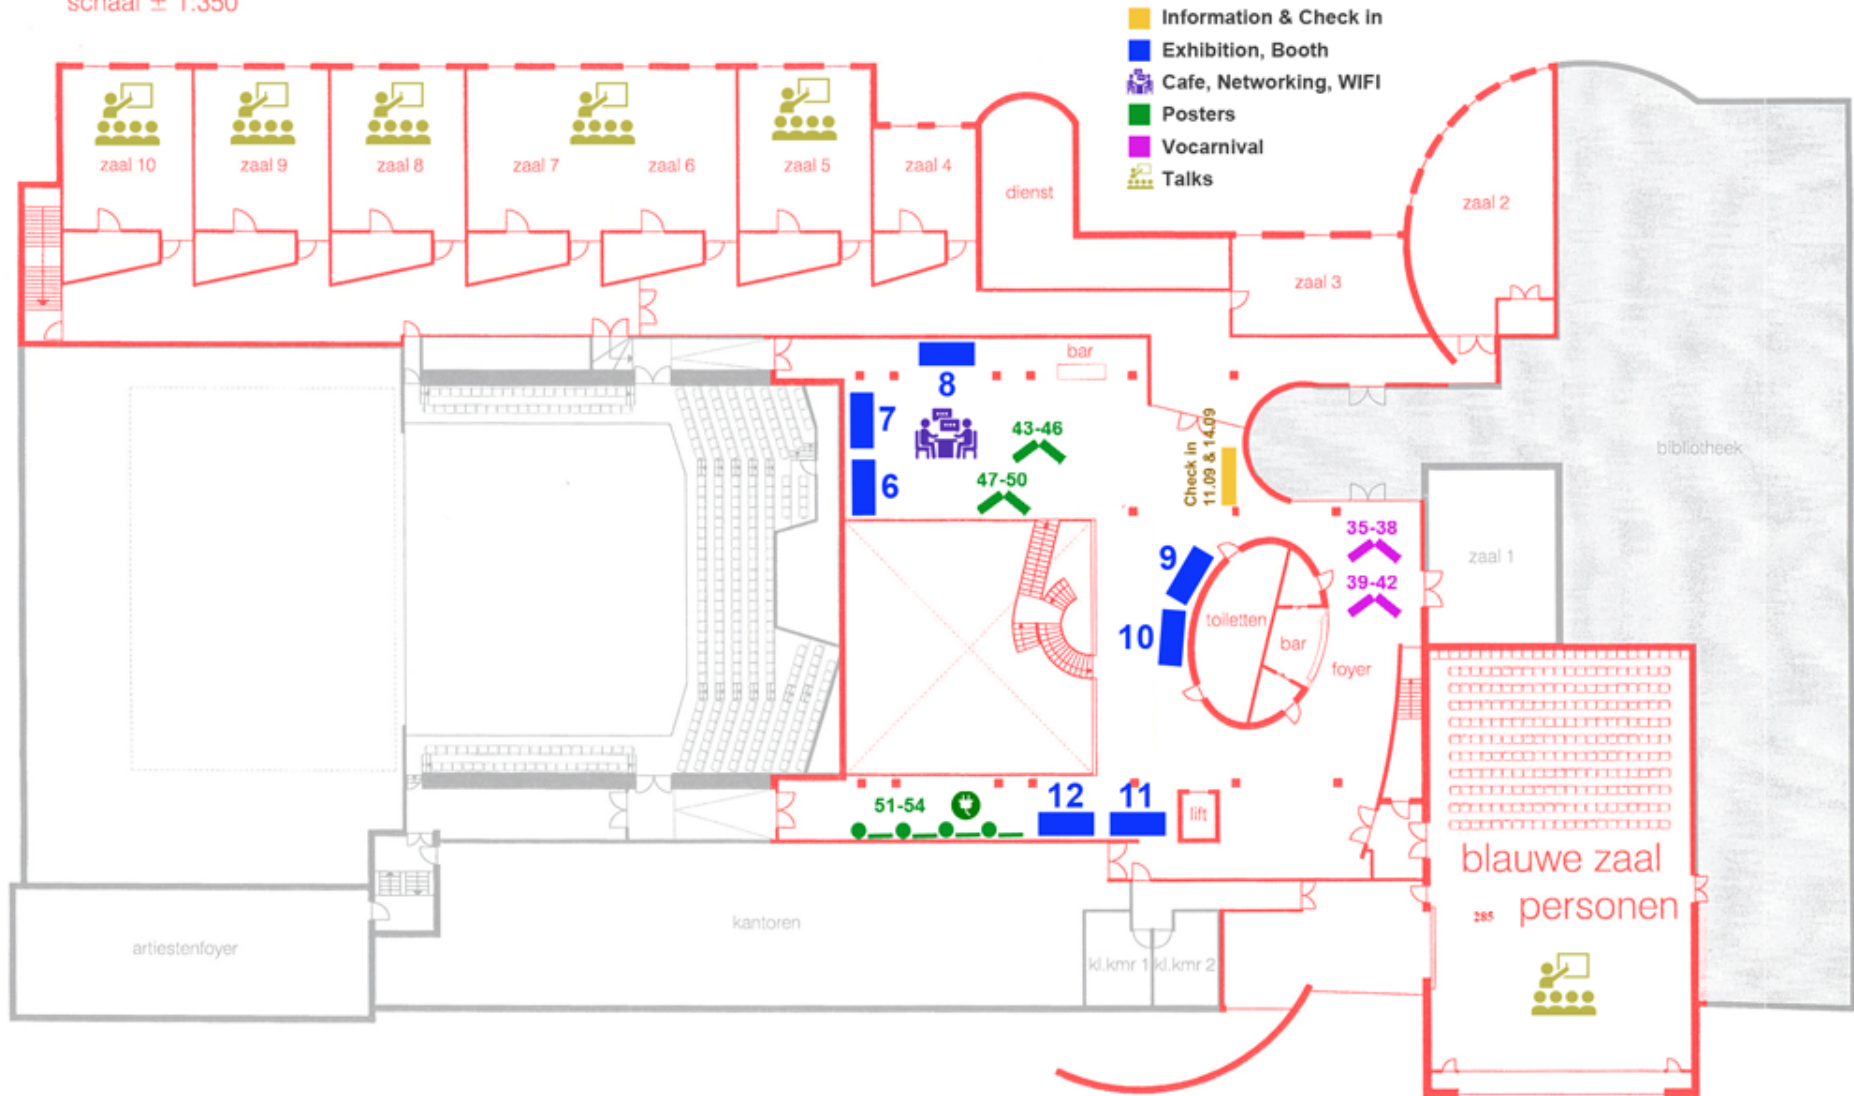 schaal ± 1:350
Information & Check in
Exhibition, Booth
Cafe, Networking, WIFI
Posters
Vocarnival
Talks
zaal 10
zaal 9
zaal 8
zaal 7
zaal 6
zaal 5
zaal 4
dienst
zaal 3
zaal 2
bar
8
7
6
43-46
47-50
Check in
11.09 & 14.09
bibliotheek
35-38
39-42
zaal 1
9
10
toiletten
bar
foyer
51-54
12
11
lift
blauwe zaal
285 personen
kantoren
artiestenfoyer
kl.kmr 1
kl.kmr 2